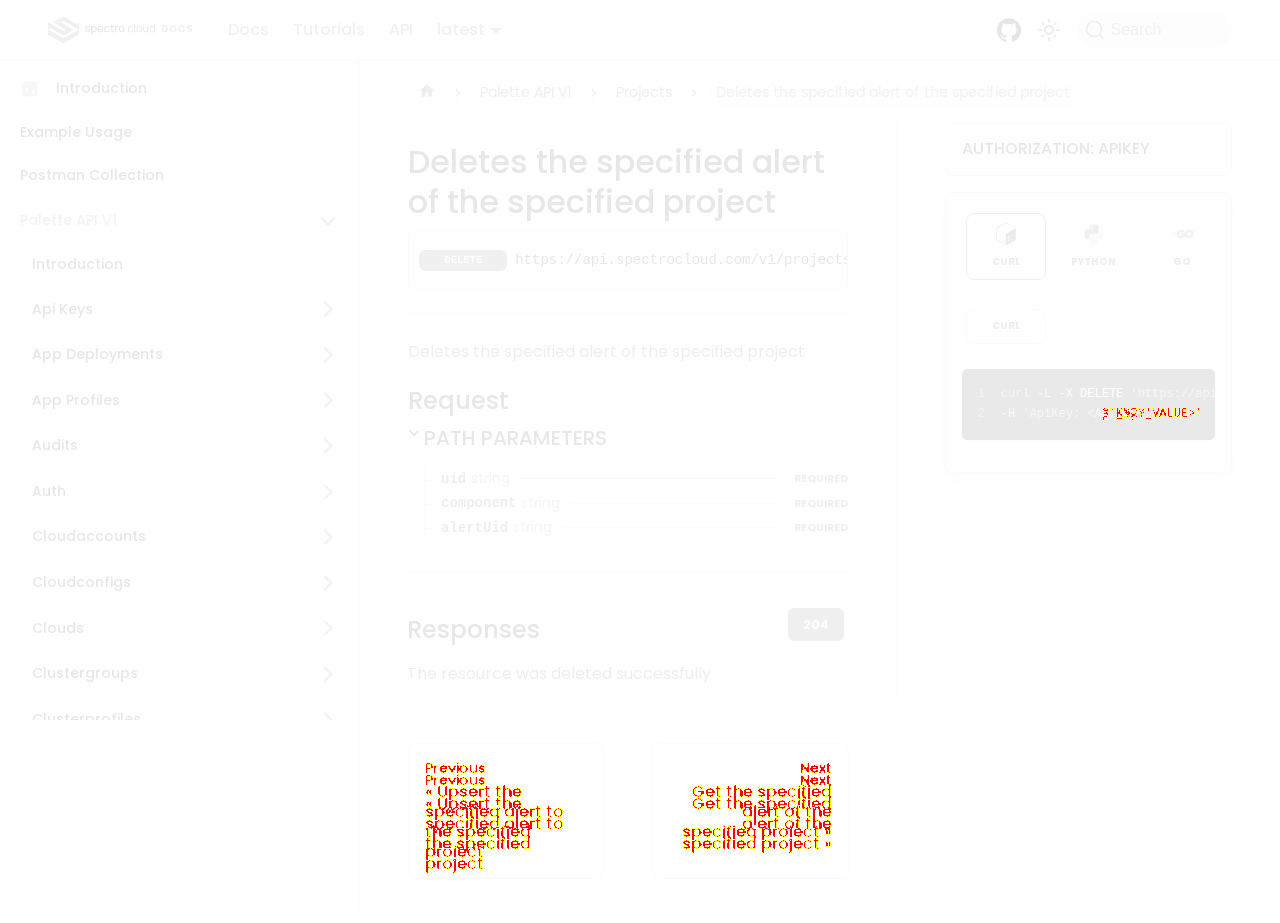 spectro cloud DOCS
Docs
Tutorials
API
latest
Search
Introduction
Example Usage
Postman Collection
Palette API V1
Introduction
Api Keys
App Deployments
App Profiles
Audits
Auth
Cloudaccounts
Cloudconfigs
Clouds
Clustergroups
Clusterprofiles
Palette API V1
Projects
Deletes the specified alert of the specified project
Deletes the specified alert
of the specified project
DELETE
https://api.spectrocloud.com/v1/projects
Deletes the specified alert of the specified project
Request
PATH PARAMETERS
uid string
REQUIRED
component string
REQUIRED
alertUid string
REQUIRED
Responses
204
The resource was deleted successfully
Previous
Previous
« Upsert the
« Upsert the
specified alert to
specified alert to
the specified
the specified
project
project
Next
Next
Get the specified
Get the specified
alert of the
alert of the
specified project »
specified project »
AUTHORIZATION: APIKEY
CURL
PYTHON
GO
GO
CURL
1 curl -L -X DELETE 'https://api
2 -H 'ApiKey: VALUE>'